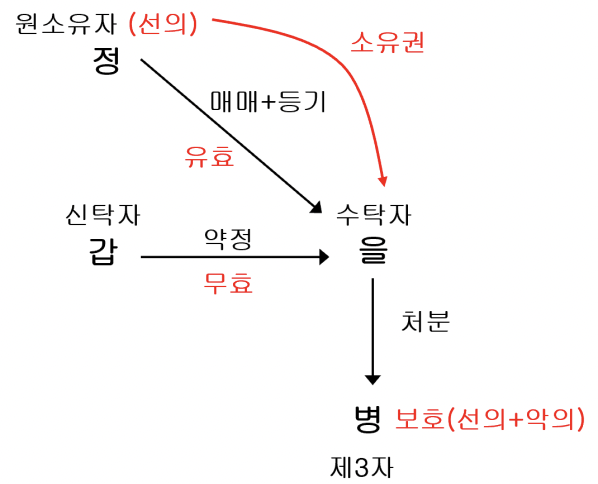 원소유자 (선의)
정
소유권
매매+등기
유효
신탁자
갑
약정
무효
수탁자
을
처분
병 보호(선의+악의)
제3자